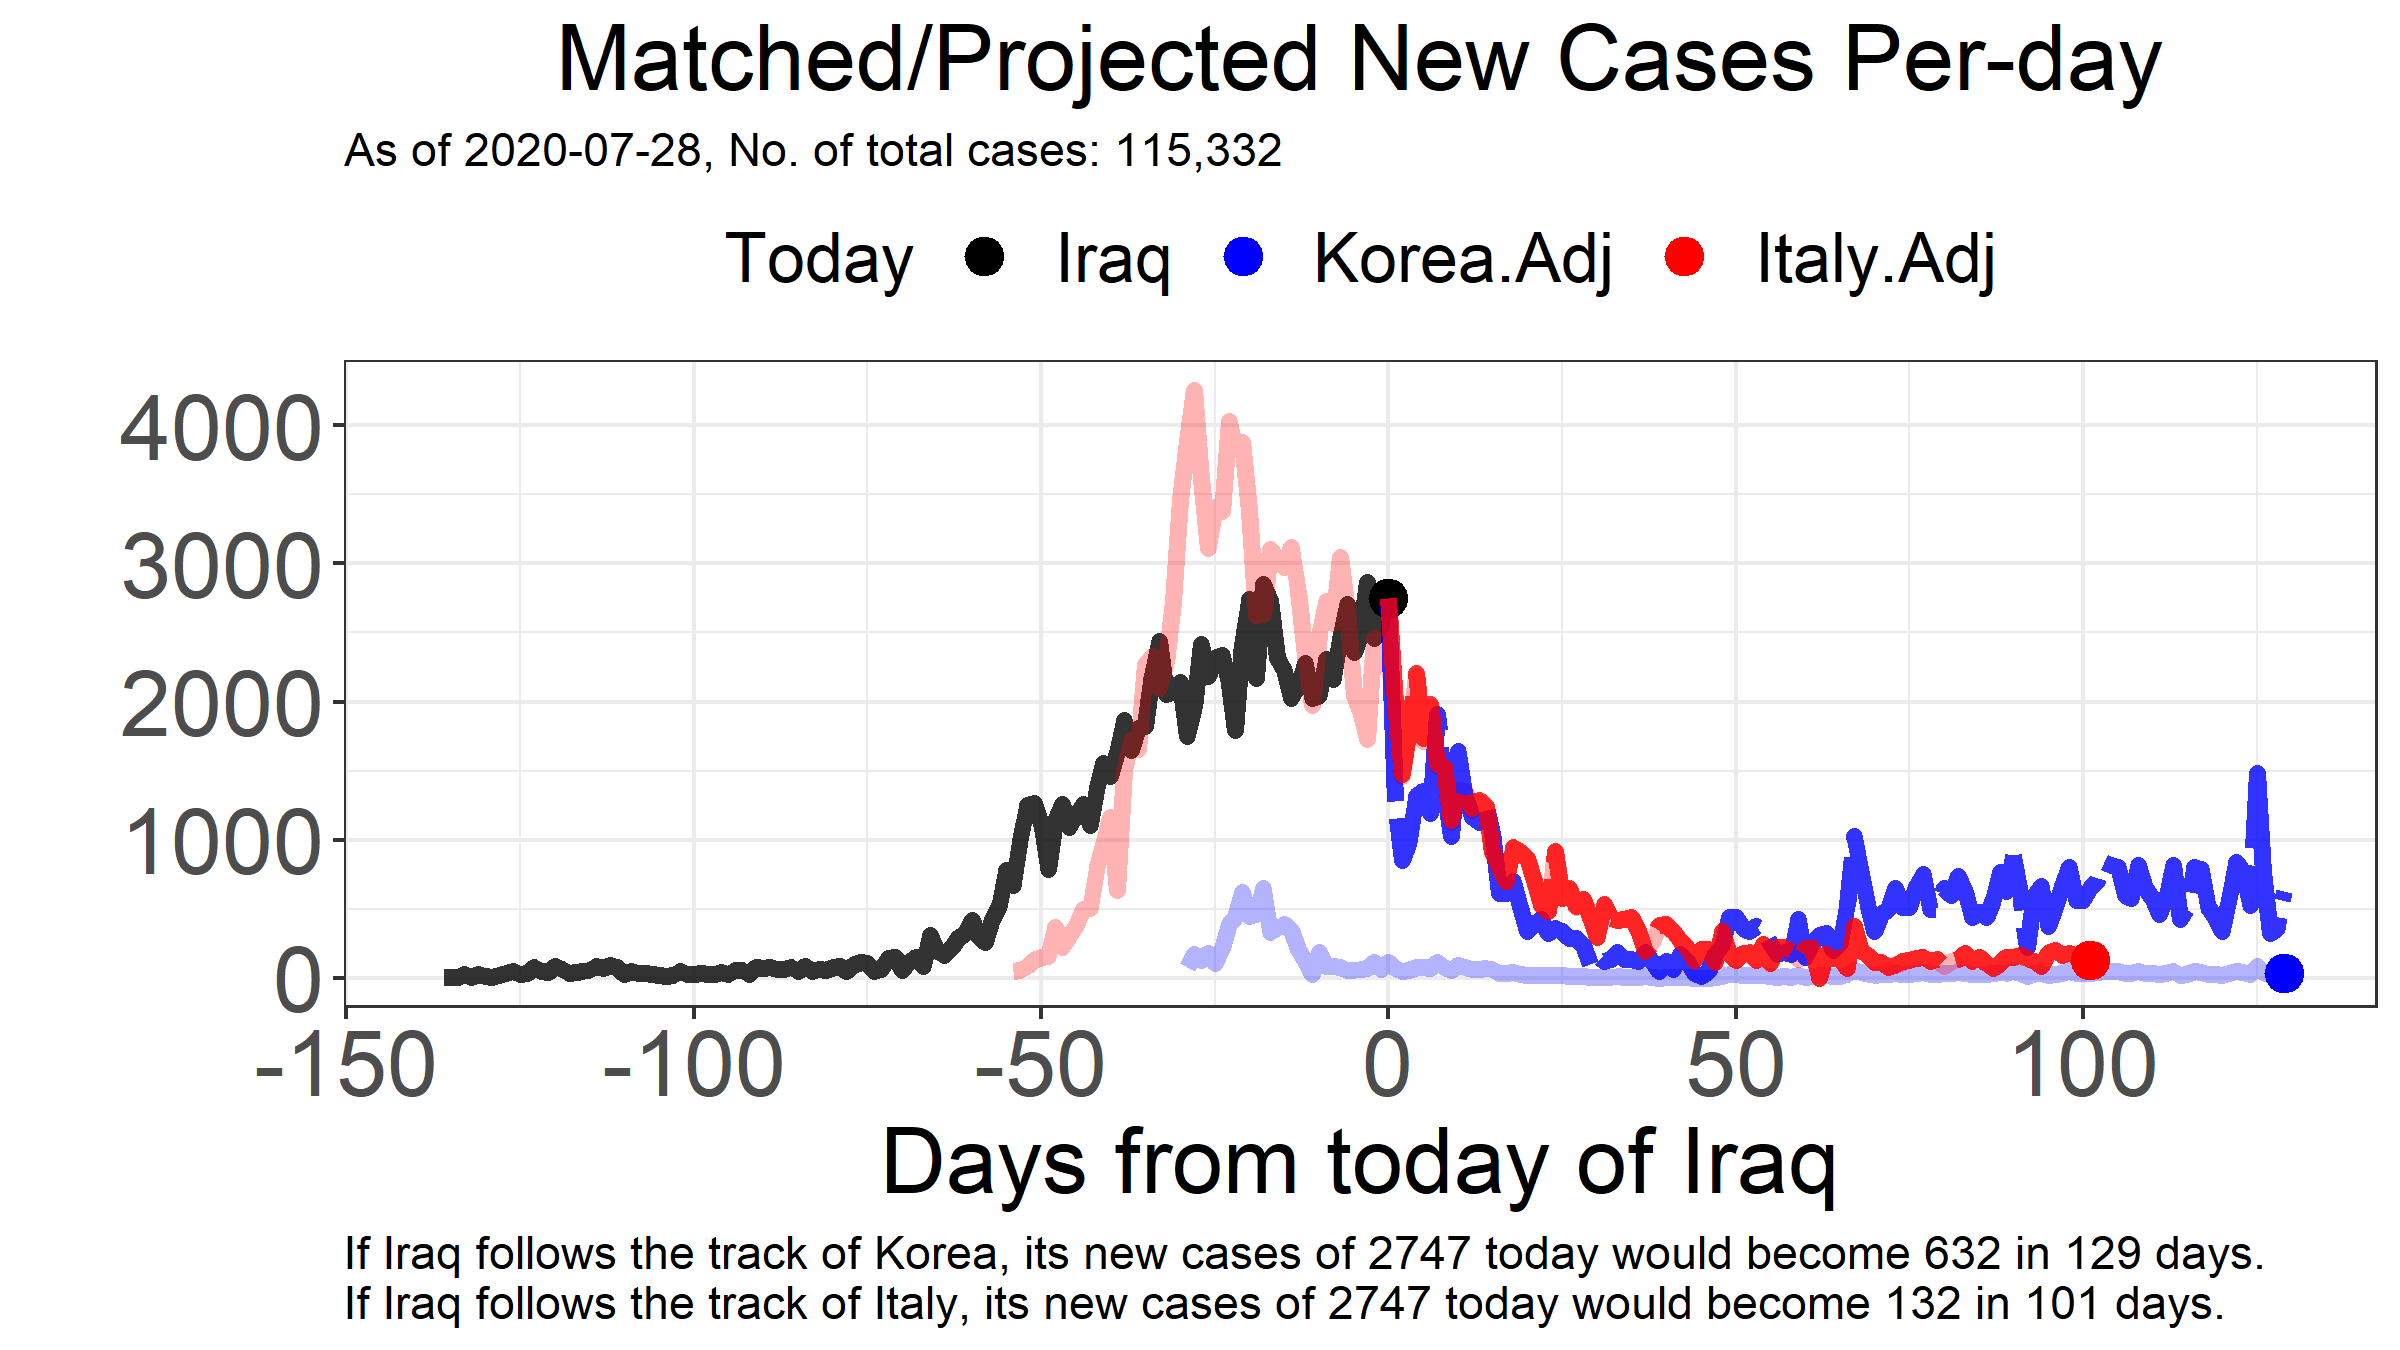 Matched/Projected New Cases Per-day
As of 2020-07-28, No. of total cases: 115,332
Today Iraq Korea.Adj Italy.Adj
4000
3000
2000
1000
0
-150 -100 -50 0 50 100
Days from today of Iraq
If Iraq follows the track of Korea, its new cases of 2747 today would become 632 in 129 days.
If Iraq follows the track of Italy, its new cases of 2747 today would become 132 in 101 days.